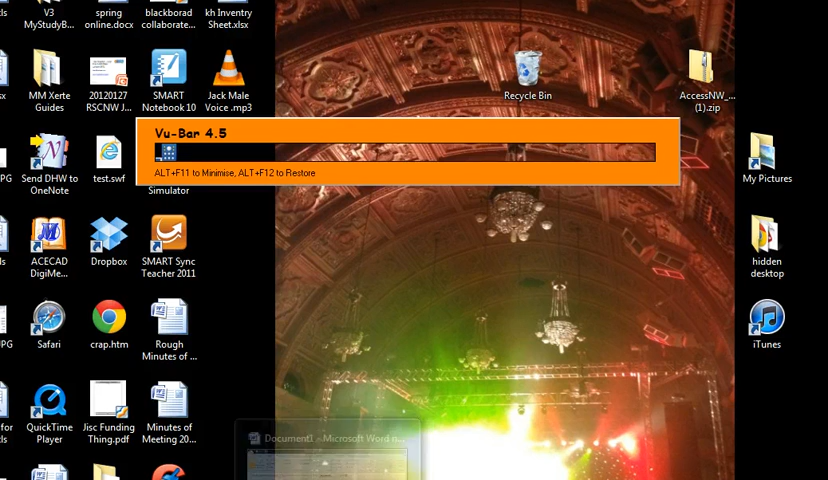 V3
MyStudyB...
spring
online.docx
blackborad
collaborate...
kh Inventry
Sheet.xlsx
MM Xerte
Guides
20120127
RSCNW J...
SMART
Notebook 10
Jack Male
Voice .mp3
Recycle Bin
AccessNW_...
(1).zip
Vu-Bar 4.5
ALT+F11 to Minimise, ALT+F12 to Restore
Send DHW to
OneNote
test.swf
Simulator
My Pictures
ACECAD
DigiMe...
Dropbox
SMART Sync
Teacher 2011
hidden
desktop
Safari
crap.htm
Rough
Minutes of ...
iTunes
QuickTime
Player
Jisc Funding
Thing.pdf
Minutes of
Meeting 20...
Document1 - Microsoft Word n...